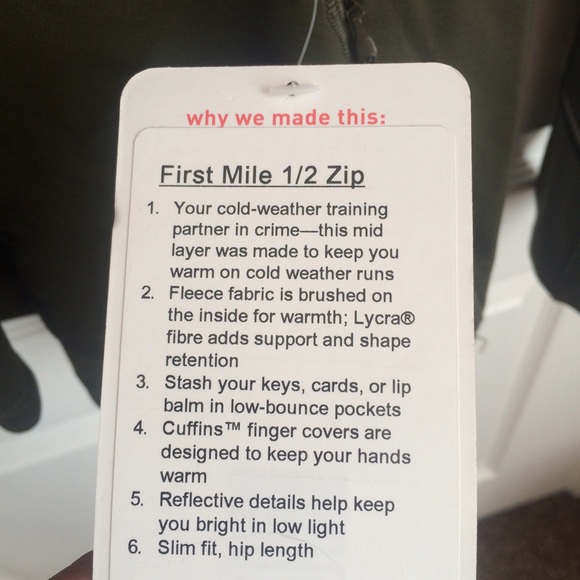 why we made this:
First Mile 1/2 Zip
1. Your cold-weather training
partner in crime—this mid
layer was made to keep you
warm on cold weather runs
2. Fleece fabric is brushed on
the inside for warmth; Lycra®
fibre adds support and shape
retention
3. Stash your keys, cards, or lip
balm in low-bounce pockets
4. Cuffins™ finger covers are
designed to keep your hands
warm
5. Reflective details help keep
you bright in low light
6. Slim fit, hip length